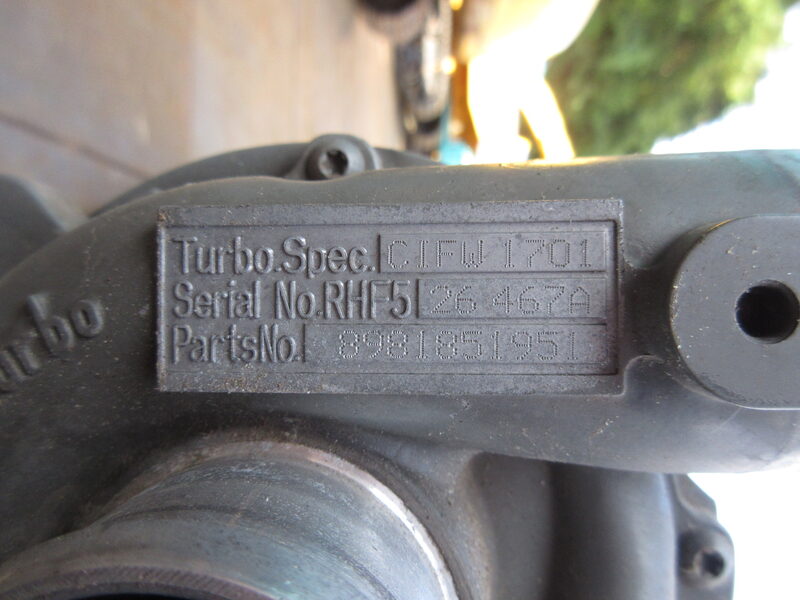 Turbo.Spec. CIFW 1701
Serial No.RHF5 26 467A
PartsNo. 8981851951
urbo